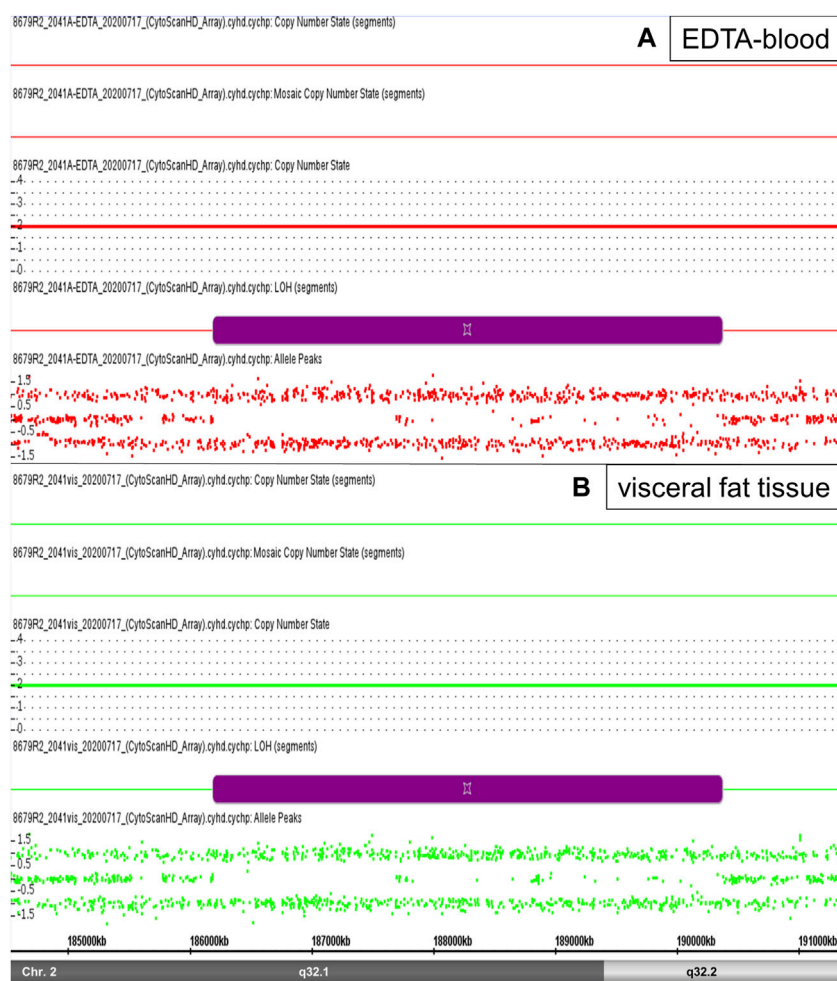 8679R2_2041A-EDTA_20200717_(CytoScanHD_Array).cyhd.cychp: Copy Number State (segments)
A EDTA-blood
8679R2_2041A-EDTA_20200717_(CytoScanHD_Array).cyhd.cychp: Mosaic Copy Number State (segments)
8679R2_2041A-EDTA_20200717_(CytoScanHD_Array).cyhd.cychp: Copy Number State
4
3
2
1
0
8679R2_2041A-EDTA_20200717_(CytoScanHD_Array).cyhd.cychp: LOH (segments)
8679R2_2041A-EDTA_20200717_(CytoScanHD_Array).cyhd.cychp: Allele Peaks
1.5
0.5
-0.5
-1.5
8679R2_2041vis_20200717_(CytoScanHD_Array).cyhd.cychp: Copy Number State (segments)
B visceral fat tissue
8679R2_2041vis_20200717_(CytoScanHD_Array).cyhd.cychp: Mosaic Copy Number State (segments)
8679R2_2041vis_20200717_(CytoScanHD_Array).cyhd.cychp: Copy Number State
4
3
2
1
0
8679R2_2041vis_20200717_(CytoScanHD_Array).cyhd.cychp: LOH (segments)
8679R2_2041vis_20200717_(CytoScanHD_Array).cyhd.cychp: Allele Peaks
1.5
0.5
-0.5
-1.5
185000kb 186000kb 187000kb 188000kb 189000kb 190000kb 191000kb
Chr. 2 q32.1 q32.2